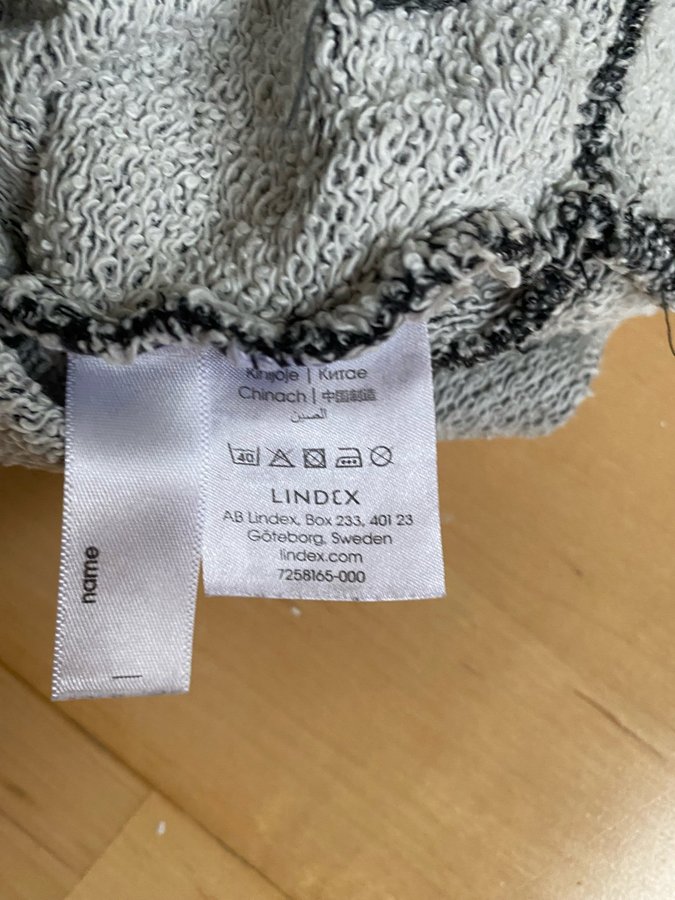 Kinijoje | Китае
Chinach | 中国制造
الصين
40
LINDEX
AB Lindex, Box 233, 401 23
Göteborg, Sweden
lindex.com
7258165-000
name